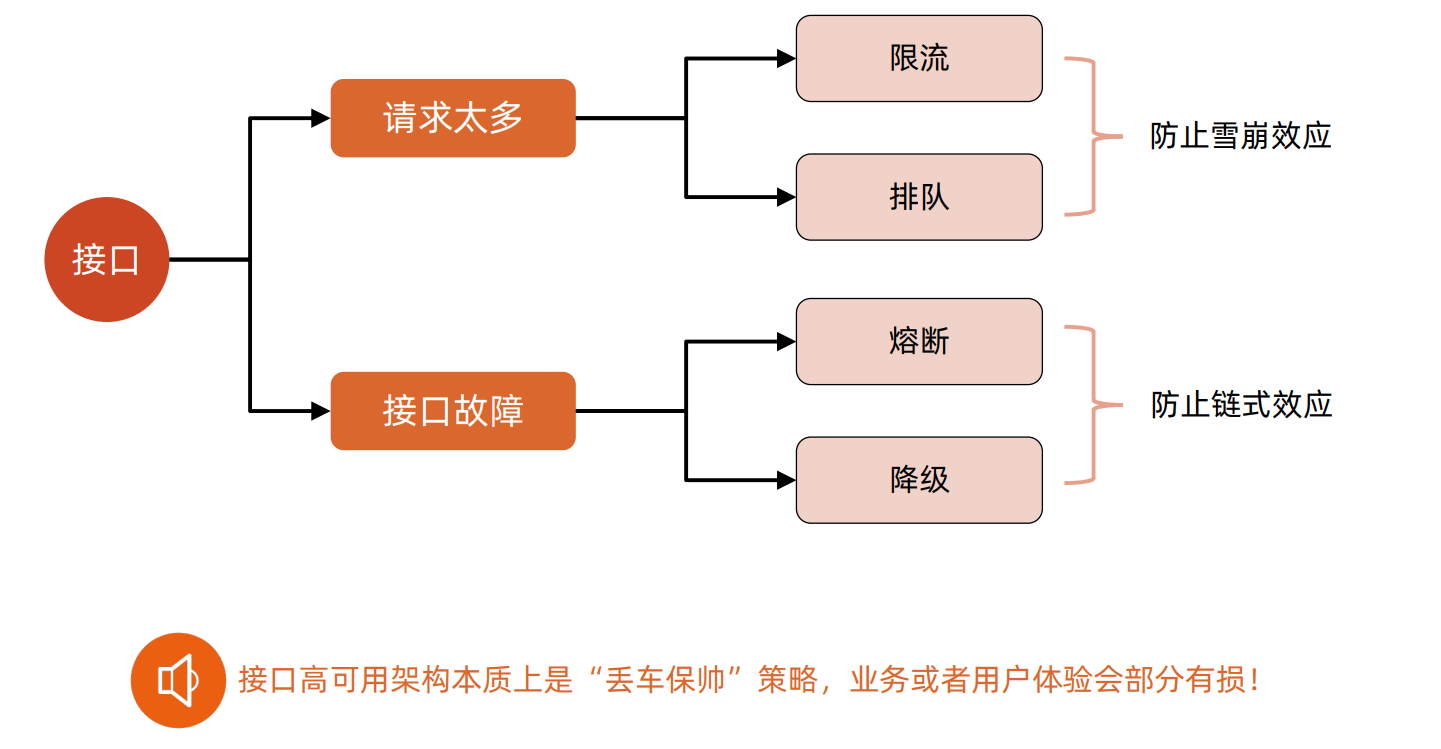 限流
请求太多
防止雪崩效应
排队
接口
熔断
接口故障
防止链式效应
降级
接口高可用架构本质上是“丢车保帅”策略，业务或者用户体验会部分有损！